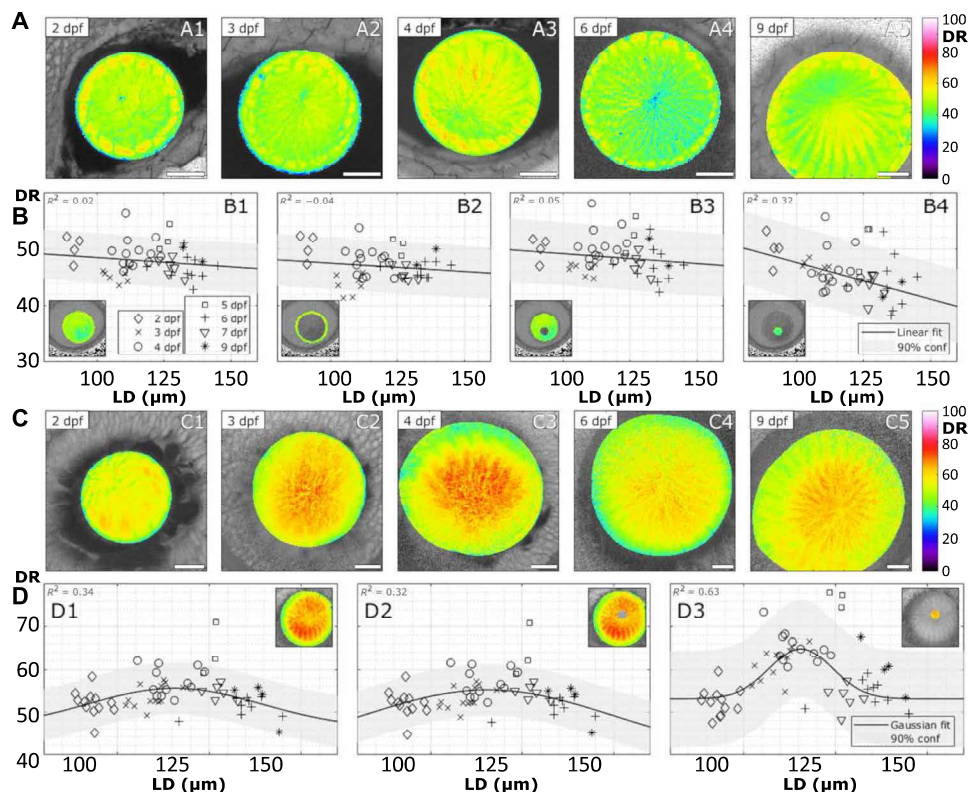 A
2 dpf A1
3 dpf A2
4 dpf A3
6 dpf A4
9 dpf A5
100
DR
80
60
40
20
0
DR
B
R² = 0.02 B1
R² = −0.04 B2
R² = 0.05 B3
R² = 0.32 B4
50
40
30
◇ 2 dpf
× 3 dpf
○ 4 dpf
□ 5 dpf
+ 6 dpf
▽ 7 dpf
✳ 9 dpf
Linear fit
90% conf
100 125 150
100 125 150
100 125 150
100 125 150
LD (µm) LD (µm) LD (µm) LD (µm)
C
2 dpf C1
3 dpf C2
4 dpf C3
6 dpf C4
9 dpf C5
100
DR
80
60
40
20
0
DR
D
R² = 0.34
D1
R² = 0.32
D2
R² = 0.63
D3
70
60
50
40
Gaussian fit
90% conf
100 125 150
100 125 150
100 125 150
LD (µm) LD (µm) LD (µm)